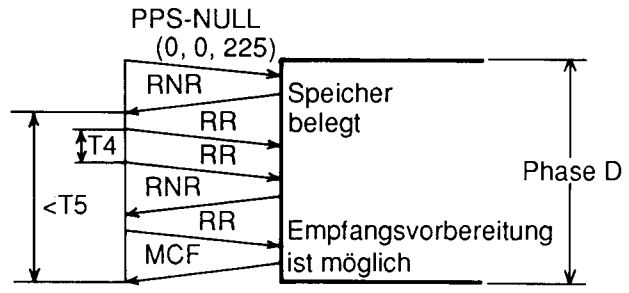 PPS-NULL
(0, 0, 225)
RNR
Speicher
belegt
RR
T4
RR
Phase D
RNR
<T5
RR
Empfangsvorbereitung
MCF
ist möglich